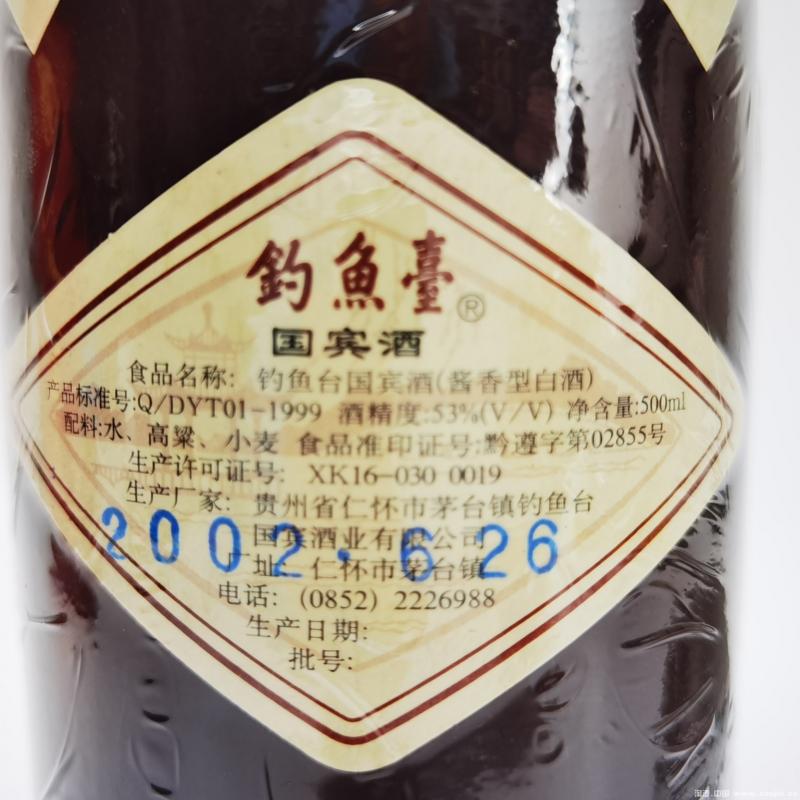 釣魚臺®
国宾酒
食品名称：钓鱼台国宾酒(酱香型白酒)
产品标准号:Q/DYT01-1999 酒精度:53%(V/V) 净含量:500ml
配料:水、高粱、小麦 食品准印证号:黔遵字第02855号
生产许可证号： XK16-030 0019
生产厂家：贵州省仁怀市茅台镇钓鱼台
国宾酒业有限公司
2002.6 26
厂址：仁怀市茅台镇
电话：(0852) 2226988
生产日期:
批号: